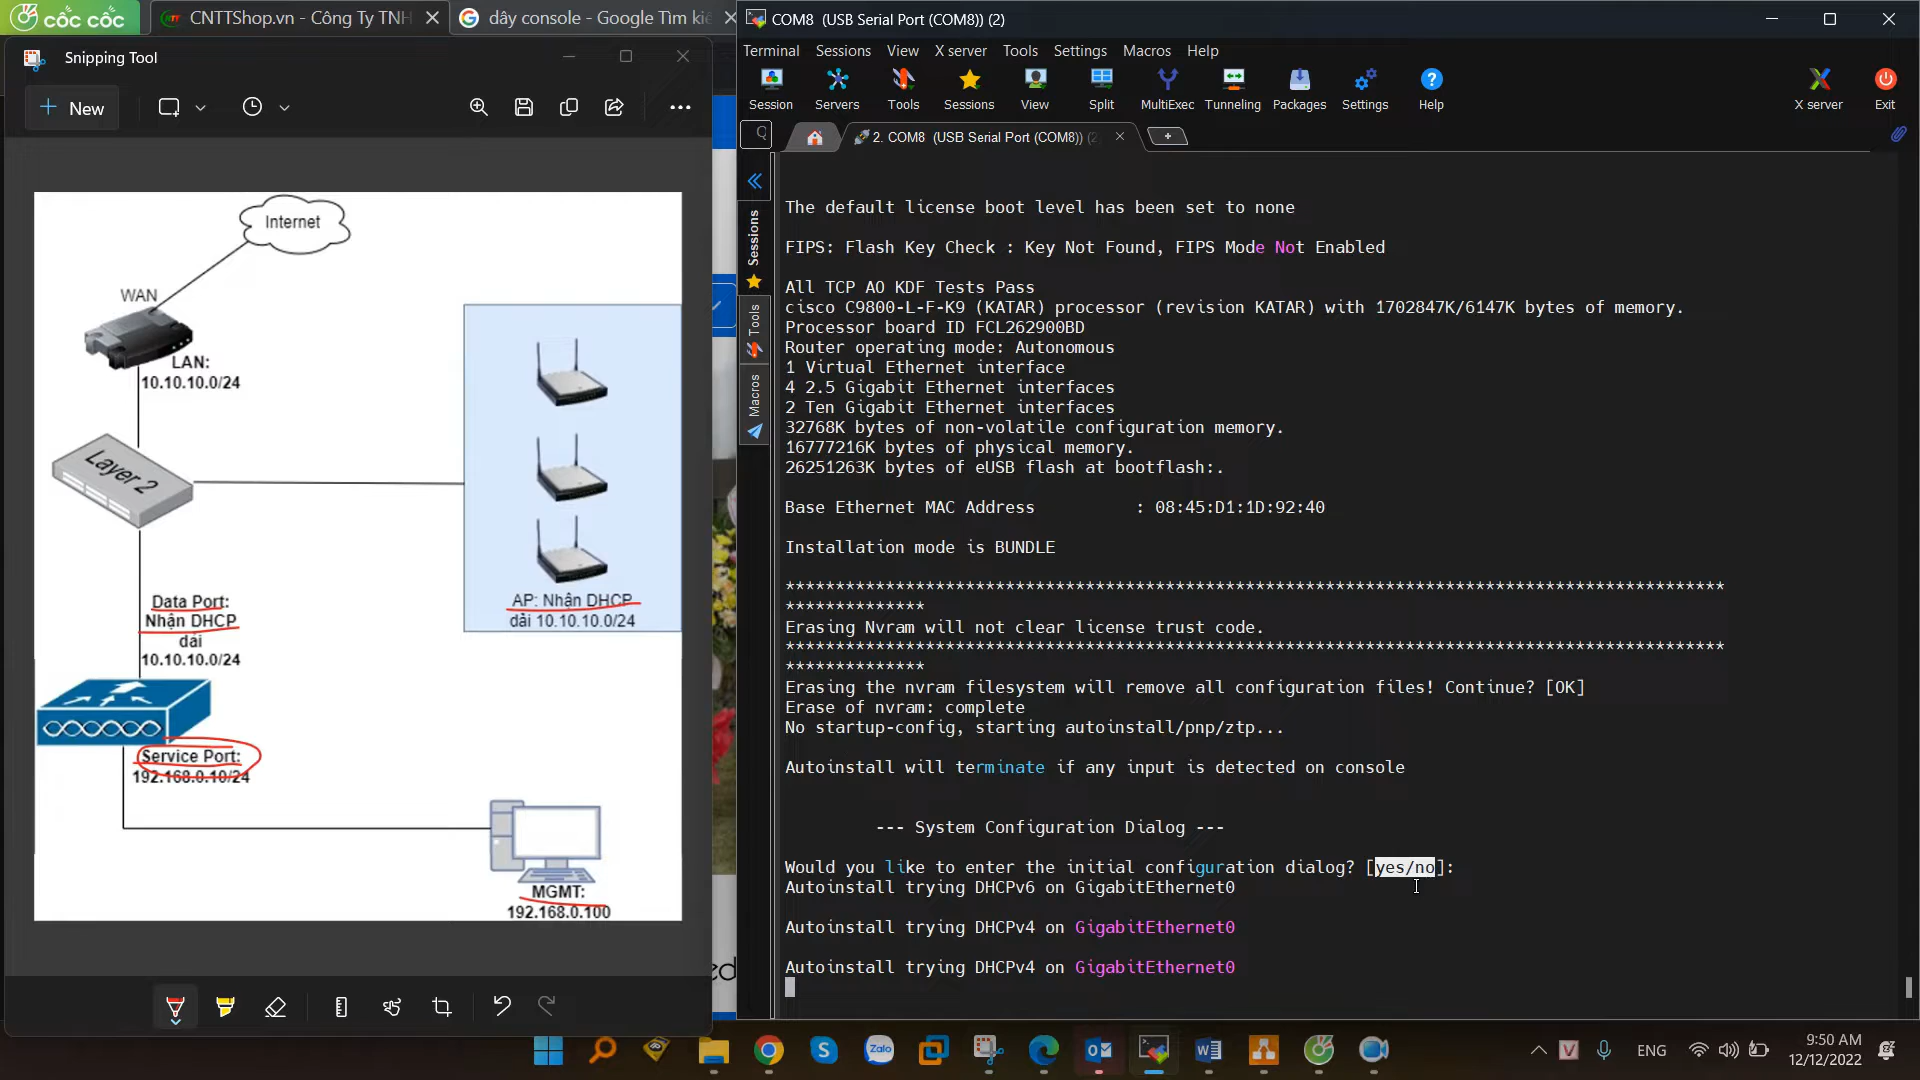 cốc cốc
CNTTShop.vn - Công Ty TNH
dây console - Google Tìm ki
Snipping Tool
New
Internet
WAN
LAN:
10.10.10.0/24
Layer 2
Data Port:
Nhận DHCP
dải
10.10.10.0/24
AP: Nhận DHCP
dải 10.10.10.0/24
Service Port:
192.168.0.10/24
MGMT:
192.168.0.100
COM8 (USB Serial Port (COM8)) (2)
Terminal Sessions View X server Tools Settings Macros Help
Session Servers Tools Sessions View Split MultiExec Tunneling Packages Settings Help X server Exit
2. COM8 (USB Serial Port (COM8)) (2
Sessions
Tools
Macros
The default license boot level has been set to none
FIPS: Flash Key Check : Key Not Found, FIPS Mode Not Enabled
All TCP AO KDF Tests Pass
cisco C9800-L-F-K9 (KATAR) processor (revision KATAR) with 1702847K/6147K bytes of memory.
Processor board ID FCL262900BD
Router operating mode: Autonomous
1 Virtual Ethernet interface
4 2.5 Gigabit Ethernet interfaces
2 Ten Gigabit Ethernet interfaces
32768K bytes of non-volatile configuration memory.
16777216K bytes of physical memory.
26251263K bytes of eUSB flash at bootflash:.
Base Ethernet MAC Address : 08:45:D1:1D:92:40
Installation mode is BUNDLE
**********************************************************************************************
**************
Erasing Nvram will not clear license trust code.
**********************************************************************************************
**************
Erasing the nvram filesystem will remove all configuration files! Continue? [OK]
Erase of nvram: complete
No startup-config, starting autoinstall/pnp/ztp...
Autoinstall will terminate if any input is detected on console
--- System Configuration Dialog ---
Would you like to enter the initial configuration dialog? [yes/no]:
Autoinstall trying DHCPv6 on GigabitEthernet0
Autoinstall trying DHCPv4 on GigabitEthernet0
Autoinstall trying DHCPv4 on GigabitEthernet0
ed
Zalo
ENG
9:50 AM
12/12/2022